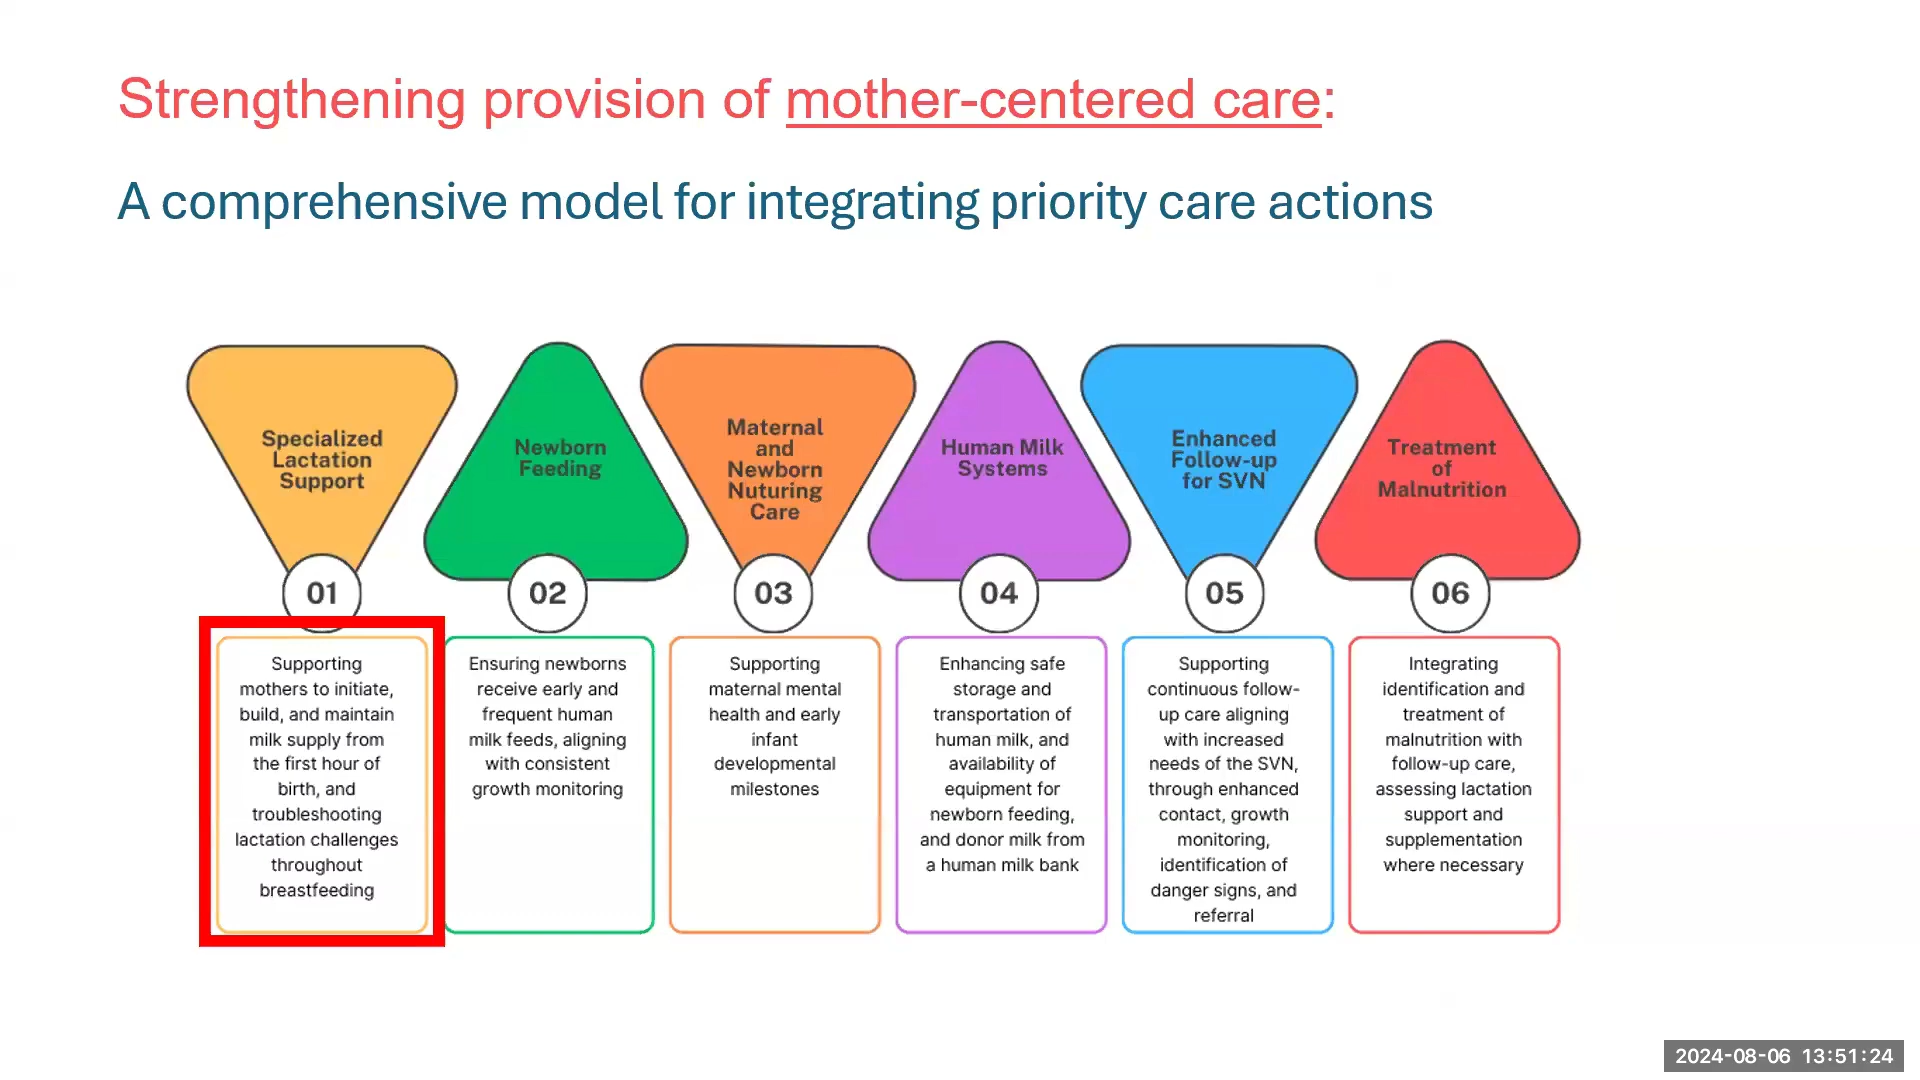 Strengthening provision of mother-centered care:
A comprehensive model for integrating priority care actions
Specialized
Lactation
Support
01
Supporting
mothers to initiate,
build, and maintain
milk supply from
the first hour of
birth, and
troubleshooting
lactation challenges
throughout
breastfeeding
Newborn
Feeding
02
Ensuring newborns
receive early and
frequent human
milk feeds, aligning
with consistent
growth monitoring
Maternal
and
Newborn
Nuturing
Care
03
Supporting
maternal mental
health and early
infant
developmental
milestones
Human Milk
Systems
04
Enhancing safe
storage and
transportation of
human milk, and
availability of
equipment for
newborn feeding,
and donor milk from
a human milk bank
Enhanced
Follow-up
for SVN
05
Supporting
continuous follow-
up care aligning
with increased
needs of the SVN,
through enhanced
contact, growth
monitoring,
identification of
danger signs, and
referral
Treatment
of
Malnutrition
06
Integrating
identification and
treatment of
malnutrition with
follow-up care,
assessing lactation
support and
supplementation
where necessary
2024-08-06 13:51:24